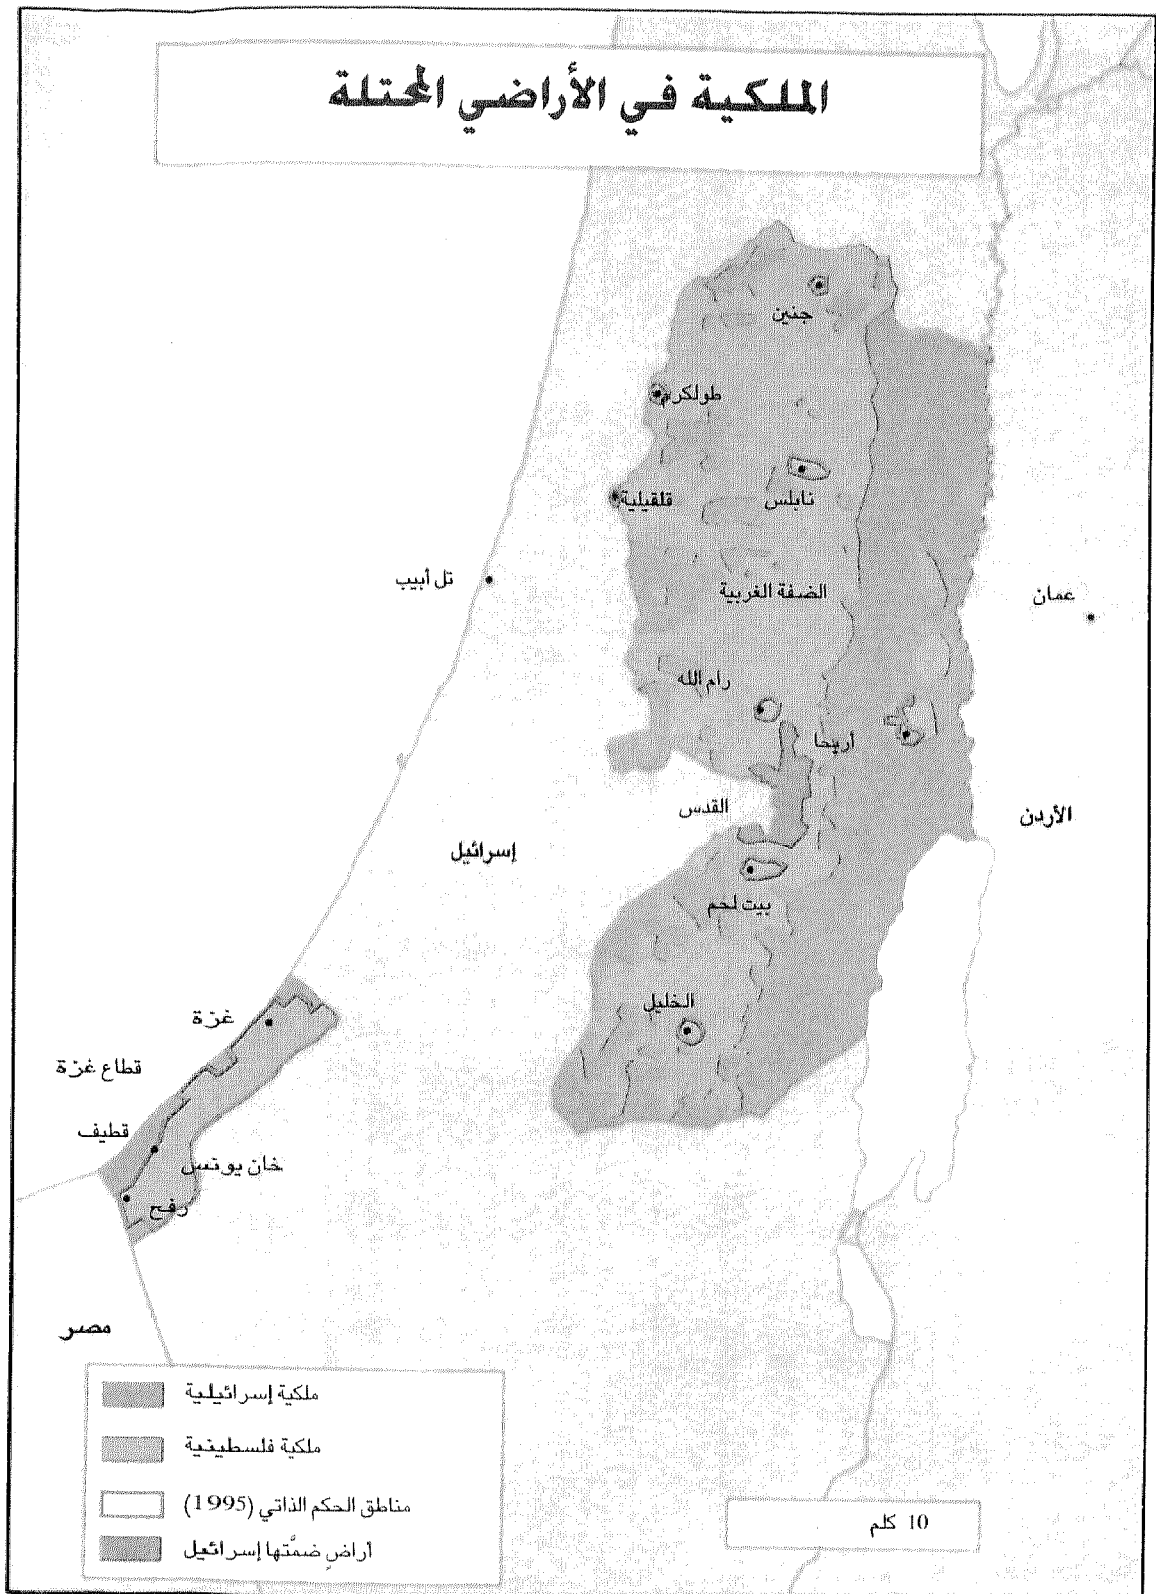 الملكية في الأراضي المحتلة
جنين
طولكرم
نابلس
قلقيلية
تل أبيب
الضفة الغربية
عمان
رام الله
أريحا
القدس
الأردن
إسرائيل
بيت لحم
الخليل
غزة
قطاع غزة
قطيف
خان يونس
رفح
مصر
ملكية إسرائيلية
ملكية فلسطينية
مناطق الحكم الذاتي (1995)
أراضٍ ضمَّتها إسرائيل
10 كلم